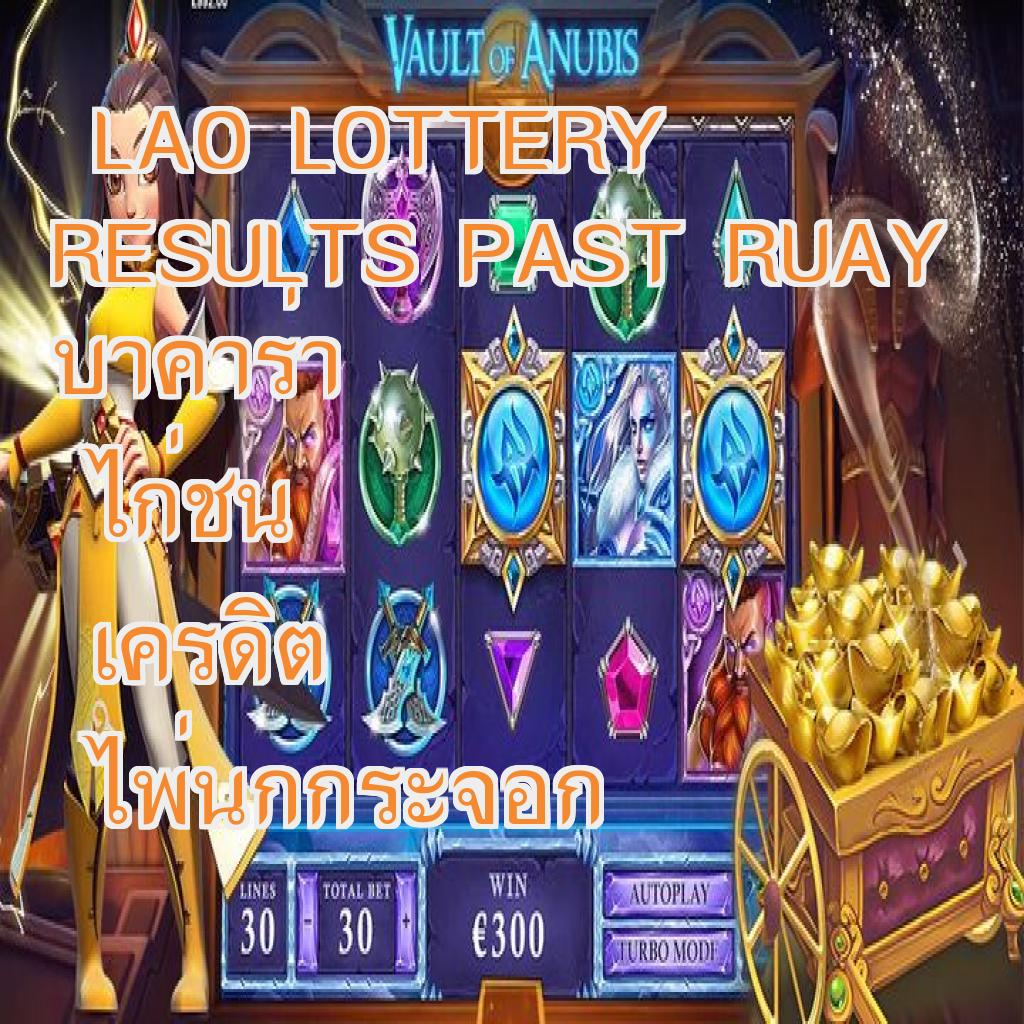 VAULT OF ANUBIS
LAO LOTTERY
RESULTS PAST RUAY
บาคาร่า
ไก่ชน
เครดิต
ไพ่นกกระจอก
LINES
30
TOTAL BET
- 30 +
WIN
€300
AUTOPLAY
TURBO MODE